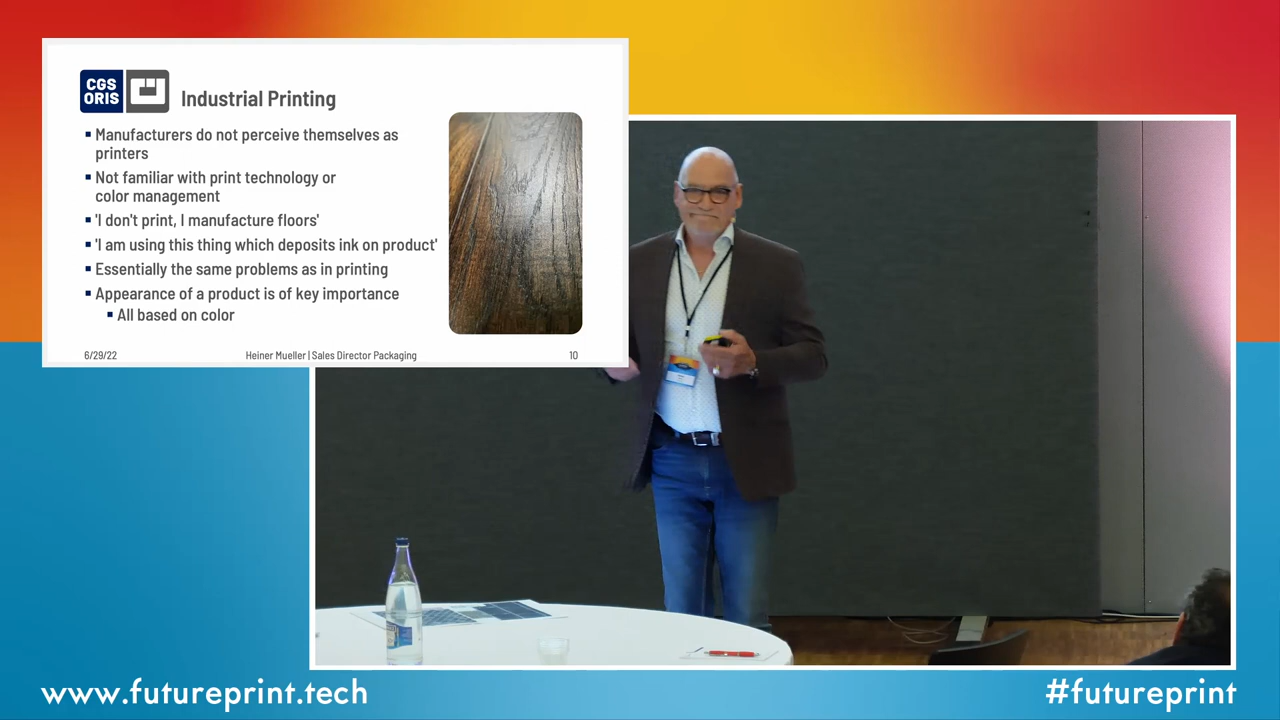 CGS
ORIS
Industrial Printing
▪ Manufacturers do not perceive themselves as
printers
▪ Not familiar with print technology or
color management
▪ 'I don't print, I manufacture floors'
▪ 'I am using this thing which deposits ink on product'
▪ Essentially the same problems as in printing
▪ Appearance of a product is of key importance
▪ All based on color
6/29/22 Heiner Mueller | Sales Director Packaging 10
www.futureprint.tech #futureprint